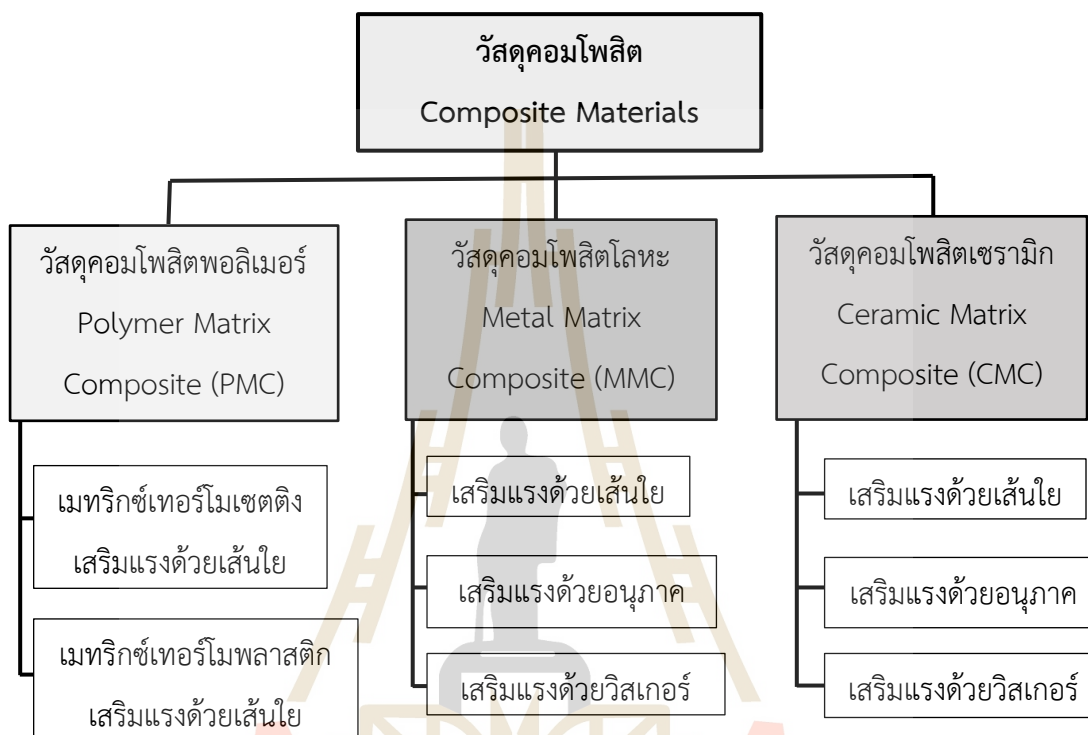 วัสดุคอมโพสิต
Composite Materials
วัสดุคอมโพสิตพอลิเมอร์
Polymer Matrix
Composite (PMC)
เมทริกซ์เทอร์โมเซตติง
เสริมแรงด้วยเส้นใย
เมทริกซ์เทอร์โมพลาสติก
เสริมแรงด้วยเส้นใย
วัสดุคอมโพสิตโลหะ
Metal Matrix
Composite (MMC)
เสริมแรงด้วยเส้นใย
เสริมแรงด้วยอนุภาค
เสริมแรงด้วยวิสเกอร์
วัสดุคอมโพสิตเซรามิก
Ceramic Matrix
Composite (CMC)
เสริมแรงด้วยเส้นใย
เสริมแรงด้วยอนุภาค
เสริมแรงด้วยวิสเกอร์